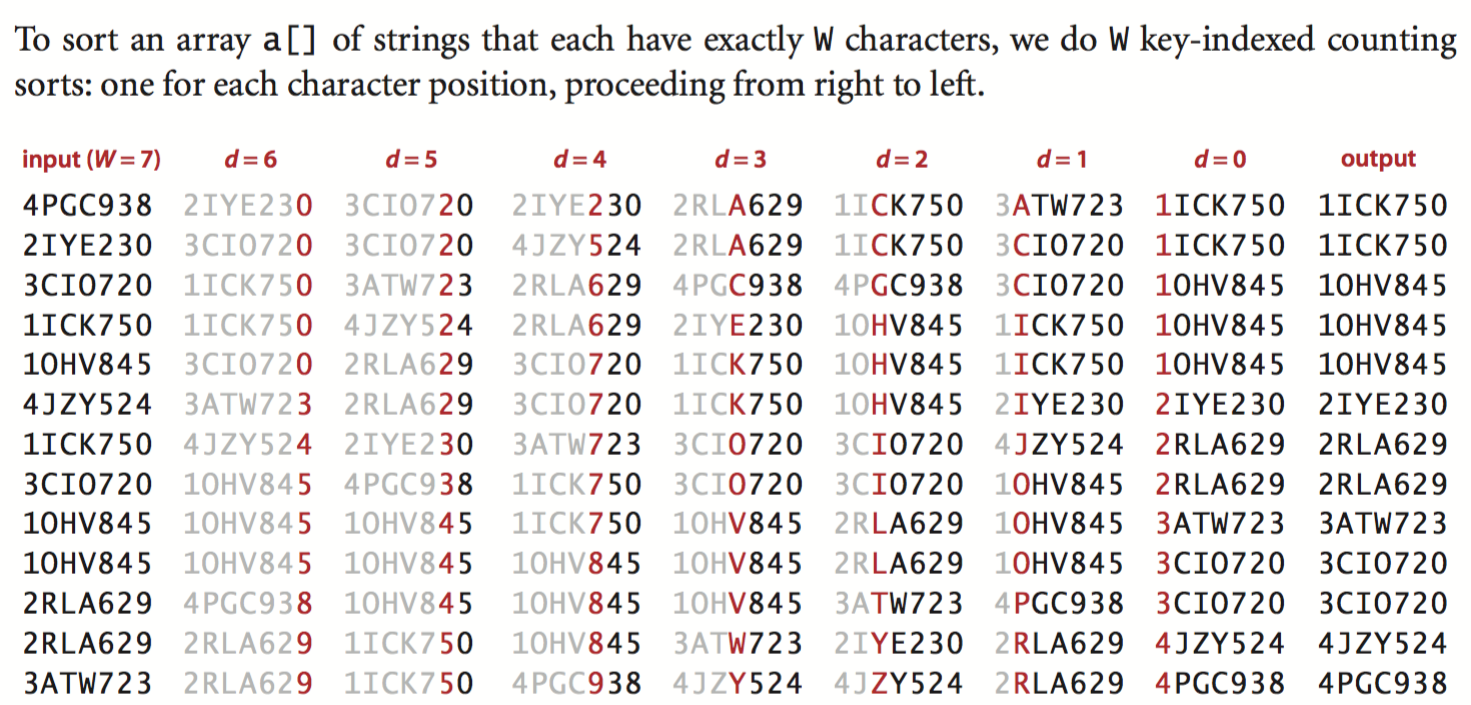 To sort an array a[] of strings that each have exactly W characters, we do W key-indexed counting
sorts: one for each character position, proceeding from right to left.
input (W = 7) d = 6 d = 5 d = 4 d = 3 d = 2 d = 1 d = 0 output
4PGC938 2IYE230 3CIO720 2IYE230 2RLA629 1ICK750 3ATW723 1ICK750 1ICK750
2IYE230 3CIO720 3CIO720 4JZY524 2RLA629 1ICK750 3CIO720 1ICK750 1ICK750
3CIO720 1ICK750 3ATW723 2RLA629 4PGC938 4PGC938 3CIO720 1OHV845 1OHV845
1ICK750 1ICK750 4JZY524 2RLA629 2IYE230 1OHV845 1ICK750 1OHV845 1OHV845
1OHV845 3CIO720 2RLA629 3CIO720 1ICK750 1OHV845 1ICK750 1OHV845 1OHV845
4JZY524 3ATW723 2RLA629 3CIO720 1ICK750 1OHV845 2IYE230 2IYE230 2IYE230
1ICK750 4JZY524 2IYE230 3ATW723 3CIO720 3CIO720 4JZY524 2RLA629 2RLA629
3CIO720 1OHV845 4PGC938 1ICK750 3CIO720 3CIO720 1OHV845 2RLA629 2RLA629
1OHV845 1OHV845 1OHV845 1ICK750 1OHV845 2RLA629 1OHV845 3ATW723 3ATW723
1OHV845 1OHV845 1OHV845 1OHV845 1OHV845 2RLA629 1OHV845 3CIO720 3CIO720
2RLA629 4PGC938 1OHV845 1OHV845 1OHV845 3ATW723 4PGC938 3CIO720 3CIO720
2RLA629 2RLA629 1ICK750 1OHV845 3ATW723 2IYE230 2RLA629 4JZY524 4JZY524
3ATW723 2RLA629 1ICK750 4PGC938 4JZY524 4JZY524 2RLA629 4PGC938 4PGC938